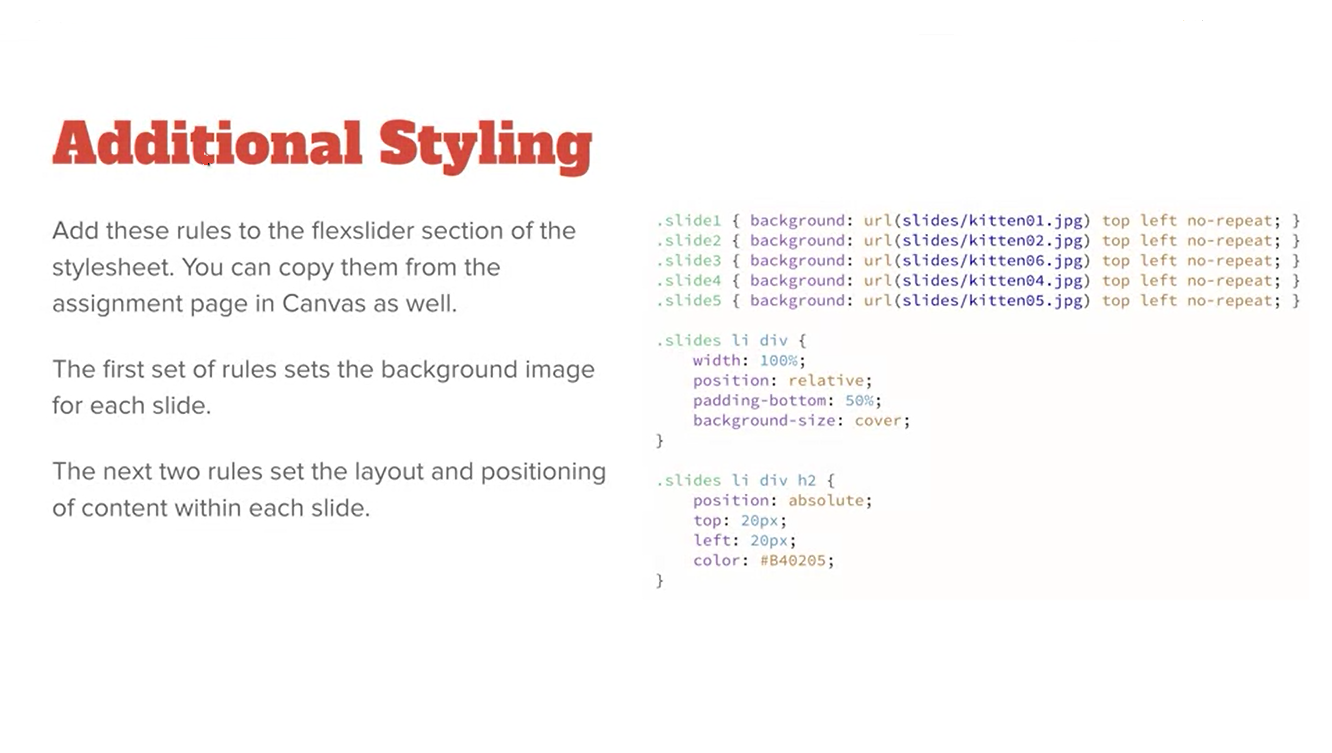 Additional Styling
Add these rules to the flexslider section of the
stylesheet. You can copy them from the
assignment page in Canvas as well.
The first set of rules sets the background image
for each slide.
The next two rules set the layout and positioning
of content within each slide.
.slide1 { background: url(slides/kitten01.jpg) top left no-repeat; }
.slide2 { background: url(slides/kitten02.jpg) top left no-repeat; }
.slide3 { background: url(slides/kitten06.jpg) top left no-repeat; }
.slide4 { background: url(slides/kitten04.jpg) top left no-repeat; }
.slide5 { background: url(slides/kitten05.jpg) top left no-repeat; }
.slides li div {
width: 100%;
position: relative;
padding-bottom: 50%;
background-size: cover;
}
.slides li div h2 {
position: absolute;
top: 20px;
left: 20px;
color: #B40205;
}